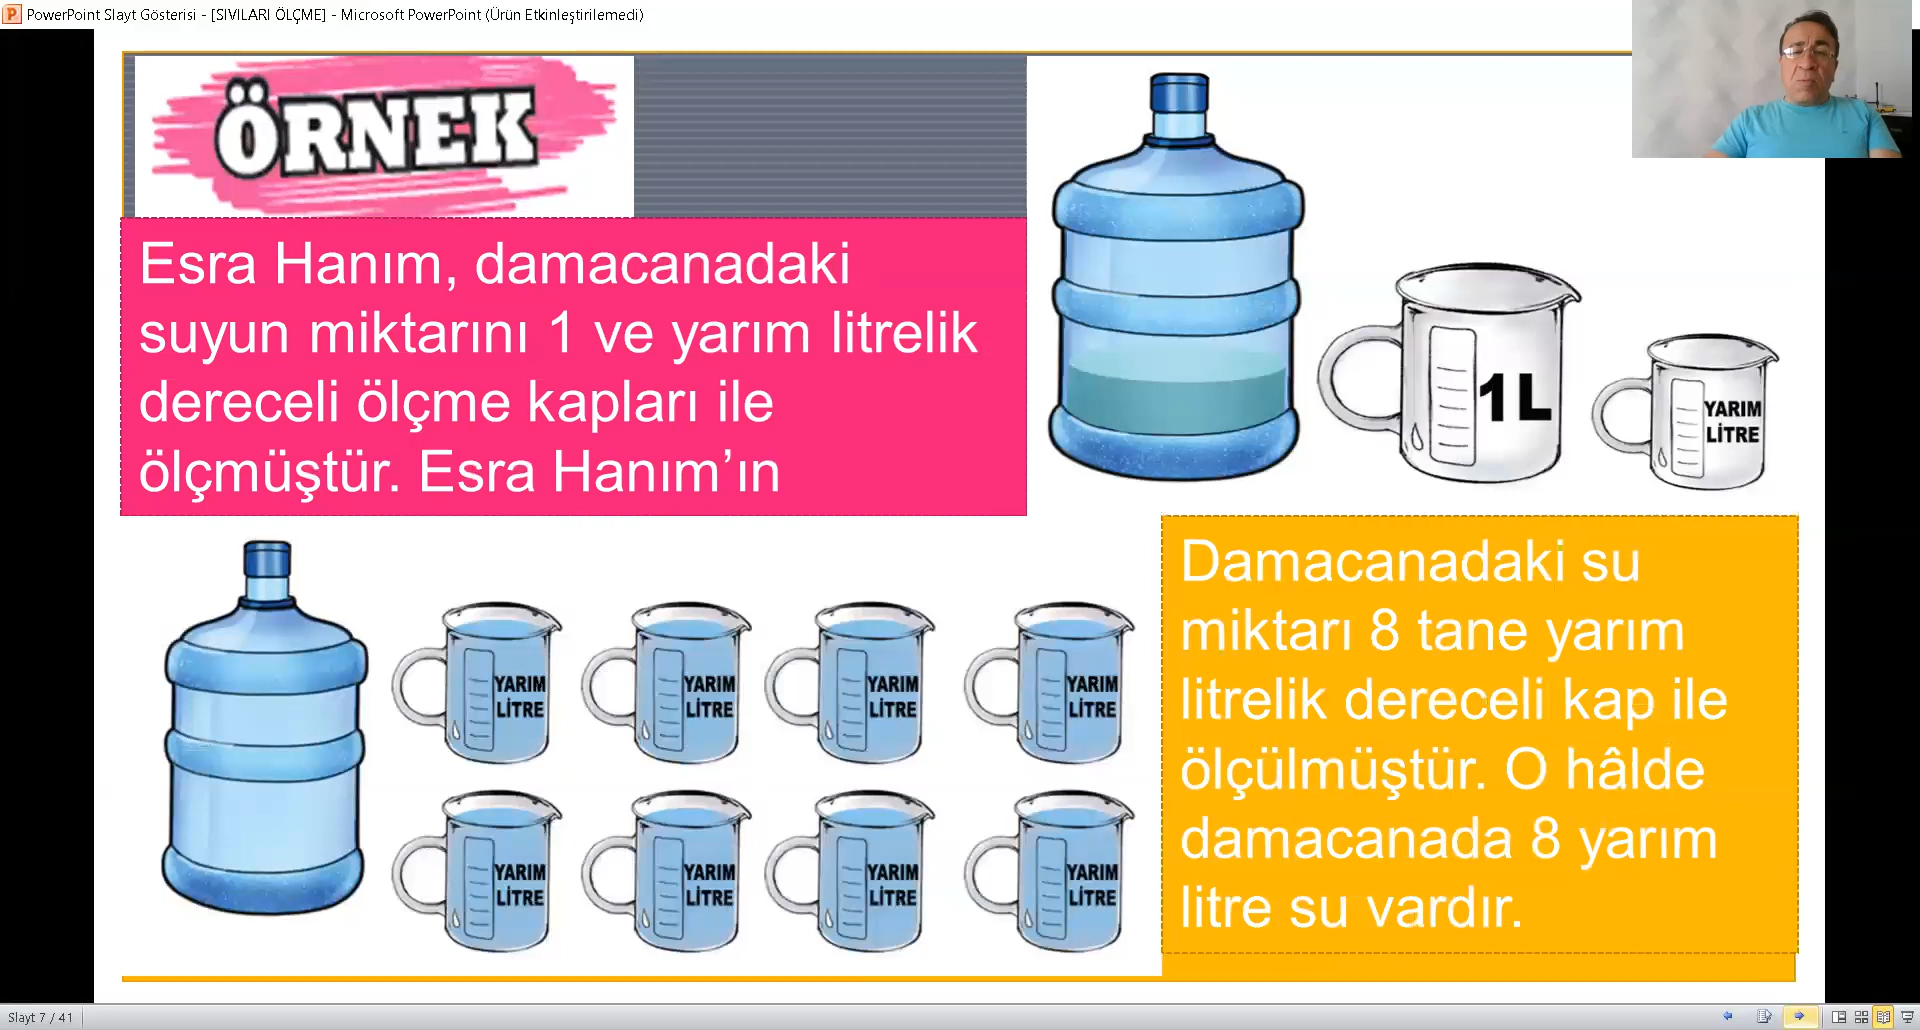 PowerPoint Slayt Gösterisi - [SIVILARI ÖLÇME] - Microsoft PowerPoint (Ürün Etkinleştirilemedi)
ÖRNEK
Esra Hanım, damacanadaki
suyun miktarını 1 ve yarım litrelik
dereceli ölçme kapları ile
ölçmüştür. Esra Hanım’ın
1 L
YARIM
LİTRE
YARIM
LİTRE
YARIM
LİTRE
YARIM
LİTRE
YARIM
LİTRE
YARIM
LİTRE
YARIM
LİTRE
YARIM
LİTRE
YARIM
LİTRE
Damacanadaki su
miktarı 8 tane yarım
litrelik dereceli kap ile
ölçülmüştür. O hâlde
damacanada 8 yarım
litre su vardır.
Slayt 7 / 41